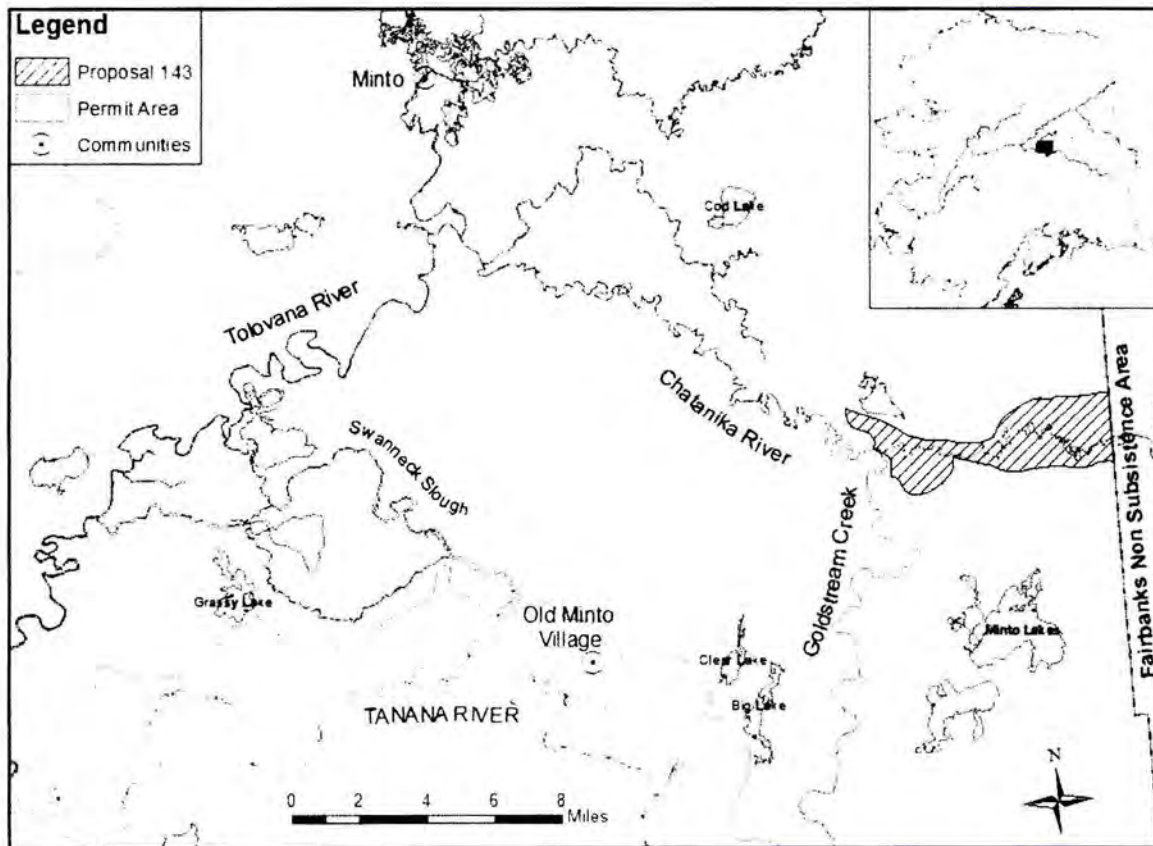 Legend
Proposal 143
Permit Area
Communities
Minto
Cod Lake
Tolovana River
Chatanika River
Swanneck Slough
Fairbanks Non Subsistence Area
Goldstream Creek
Grassy Lake
Old Minto
Village
Minto Lakes
Clear Lake
Big Lake
TANANA RIVER
N
0 2 4 6 8
Miles